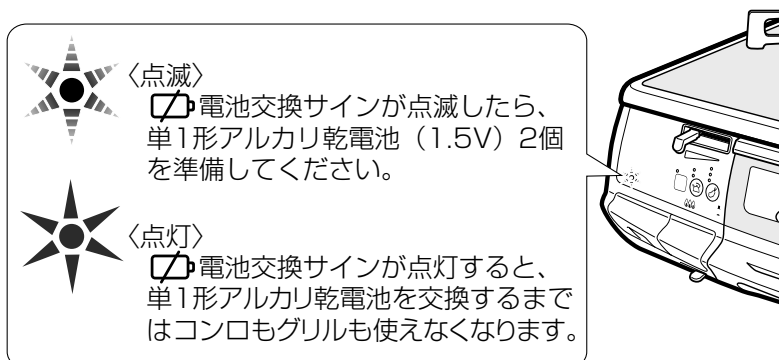 〈点滅〉
電池交換サインが点滅したら、
単1形アルカリ乾電池（1.5V）2個
を準備してください。
〈点灯〉
電池交換サインが点灯すると、
単1形アルカリ乾電池を交換するまで
はコンロもグリルも使えなくなります。